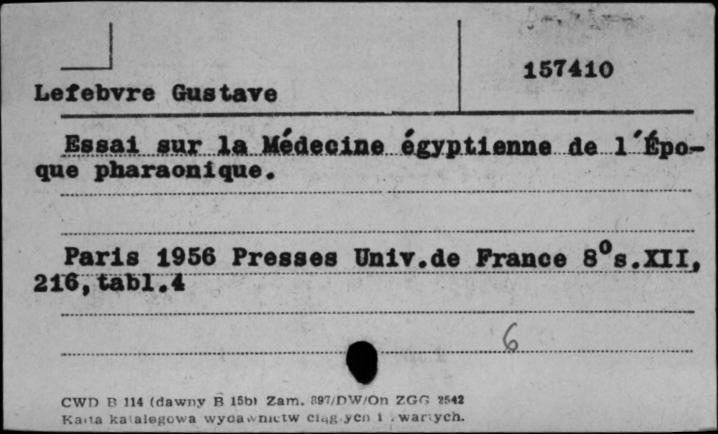 157410
Lefebvre Gustave
Essai sur la Médecine égyptienne de l'Épo-
que pharaonique.
Paris 1956 Presses Univ.de France 8⁰s.XII,
216,tabl.4
6
CWD B 114 (dawny B 15b) Zam. 897/DW/On ZGG 2542
Karta katalogowa wydawnictw ciągłych i zwartych.